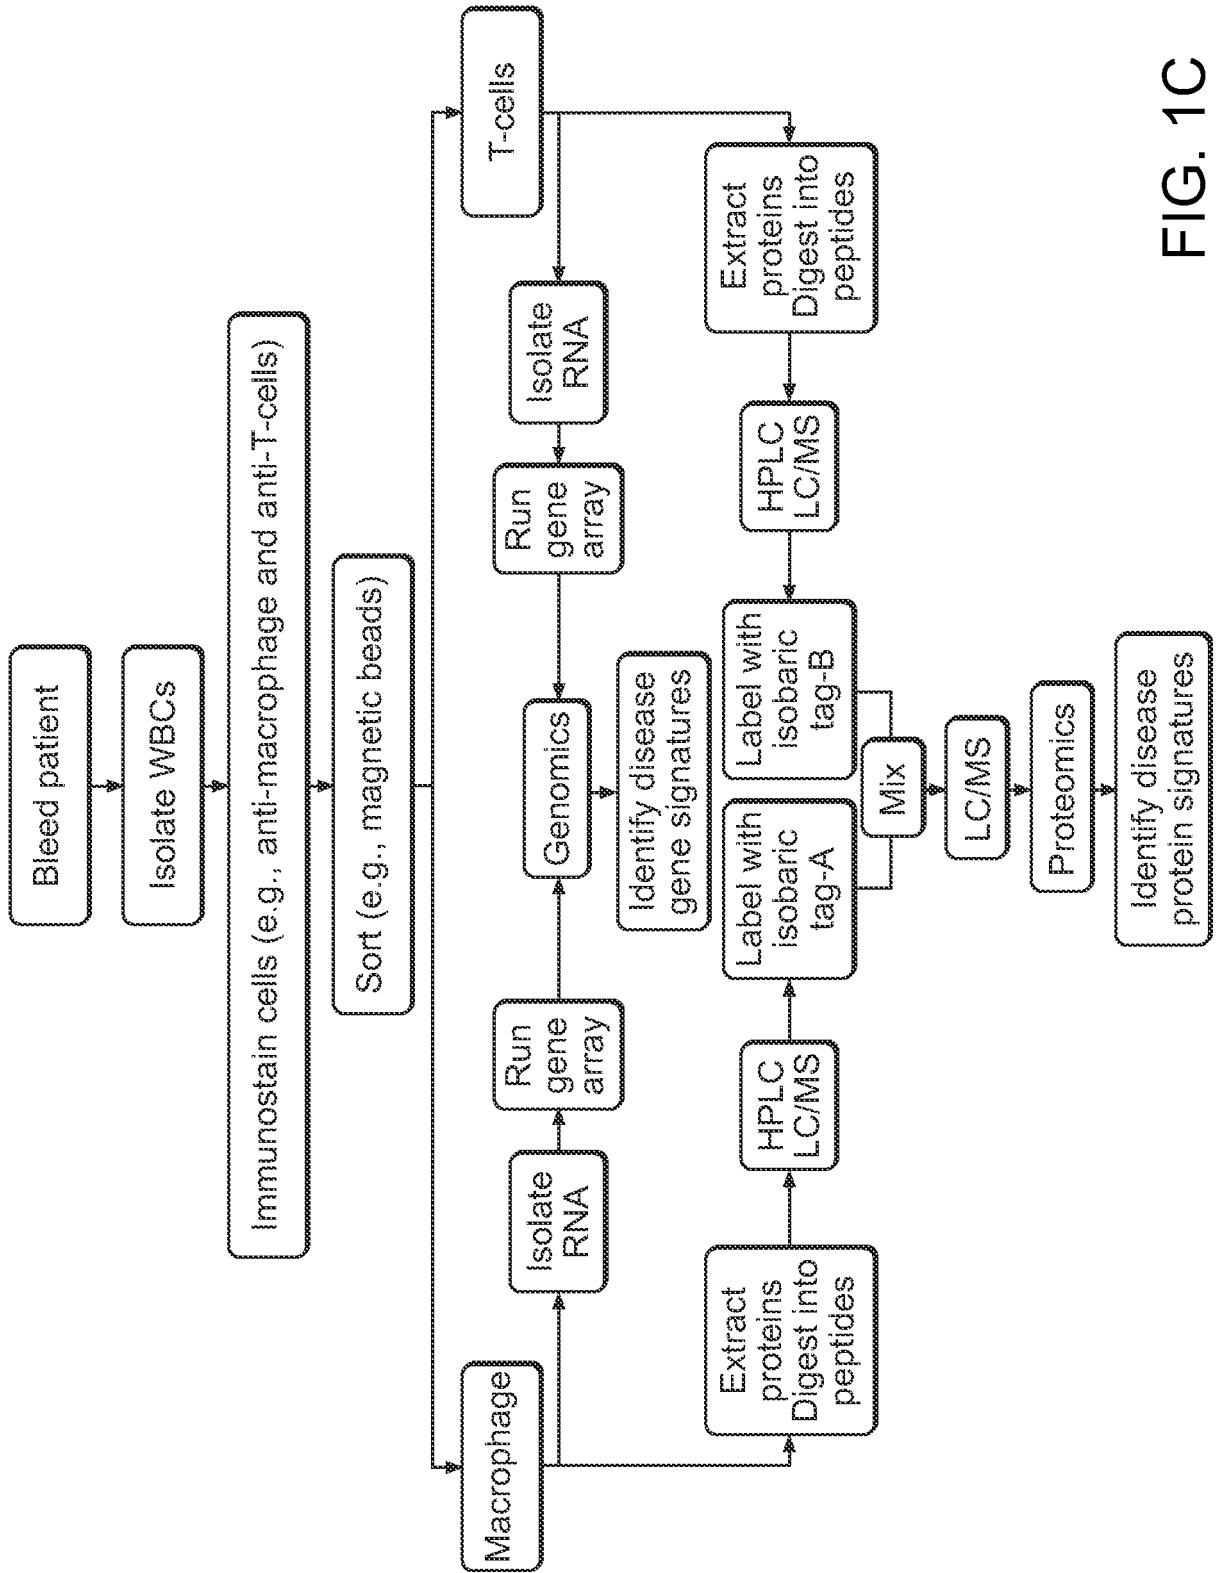 Bleed patient
Isolate WBCs
Immunostain cells (e.g., anti-macrophage and anti-T-cells)
Sort (e.g., magnetic beads)
Macrophage
T-cells
Isolate
RNA
Run
gene
array
Genomics
Run
gene
array
Isolate
RNA
Identify disease
gene signatures
Extract
proteins
Digest into
peptides
HPLC
LC/MS
Label with
isobaric
tag-A
Label with
isobaric
tag-B
HPLC
LC/MS
Extract
proteins
Digest into
peptides
Mix
LC/MS
Proteomics
Identify disease
protein signatures
FIG. 1C